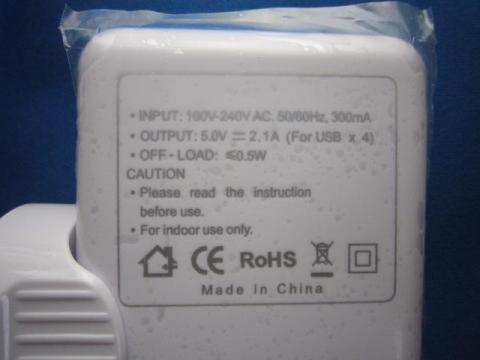 • INPUT: 100V-240V AC. 50/60Hz, 300mA
• OUTPUT: 5.0V ⎓ 2.1A (For USB x 4)
• OFF - LOAD: ≤0.5W
CAUTION
• Please read the instruction
before use.
• For indoor use only.
CE RoHS
Made in China